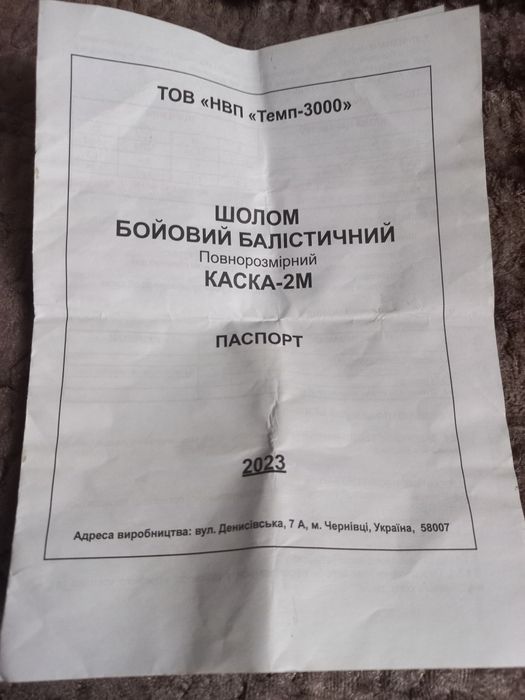 ТОВ «НВП «Темп-3000»
ШОЛОМ
БОЙОВИЙ БАЛІСТИЧНИЙ
Повнорозмірний
КАСКА-2М
ПАСПОРТ
2023
Адреса виробництва: вул. Денисівська, 7 А, м. Чернівці, Україна, 58007